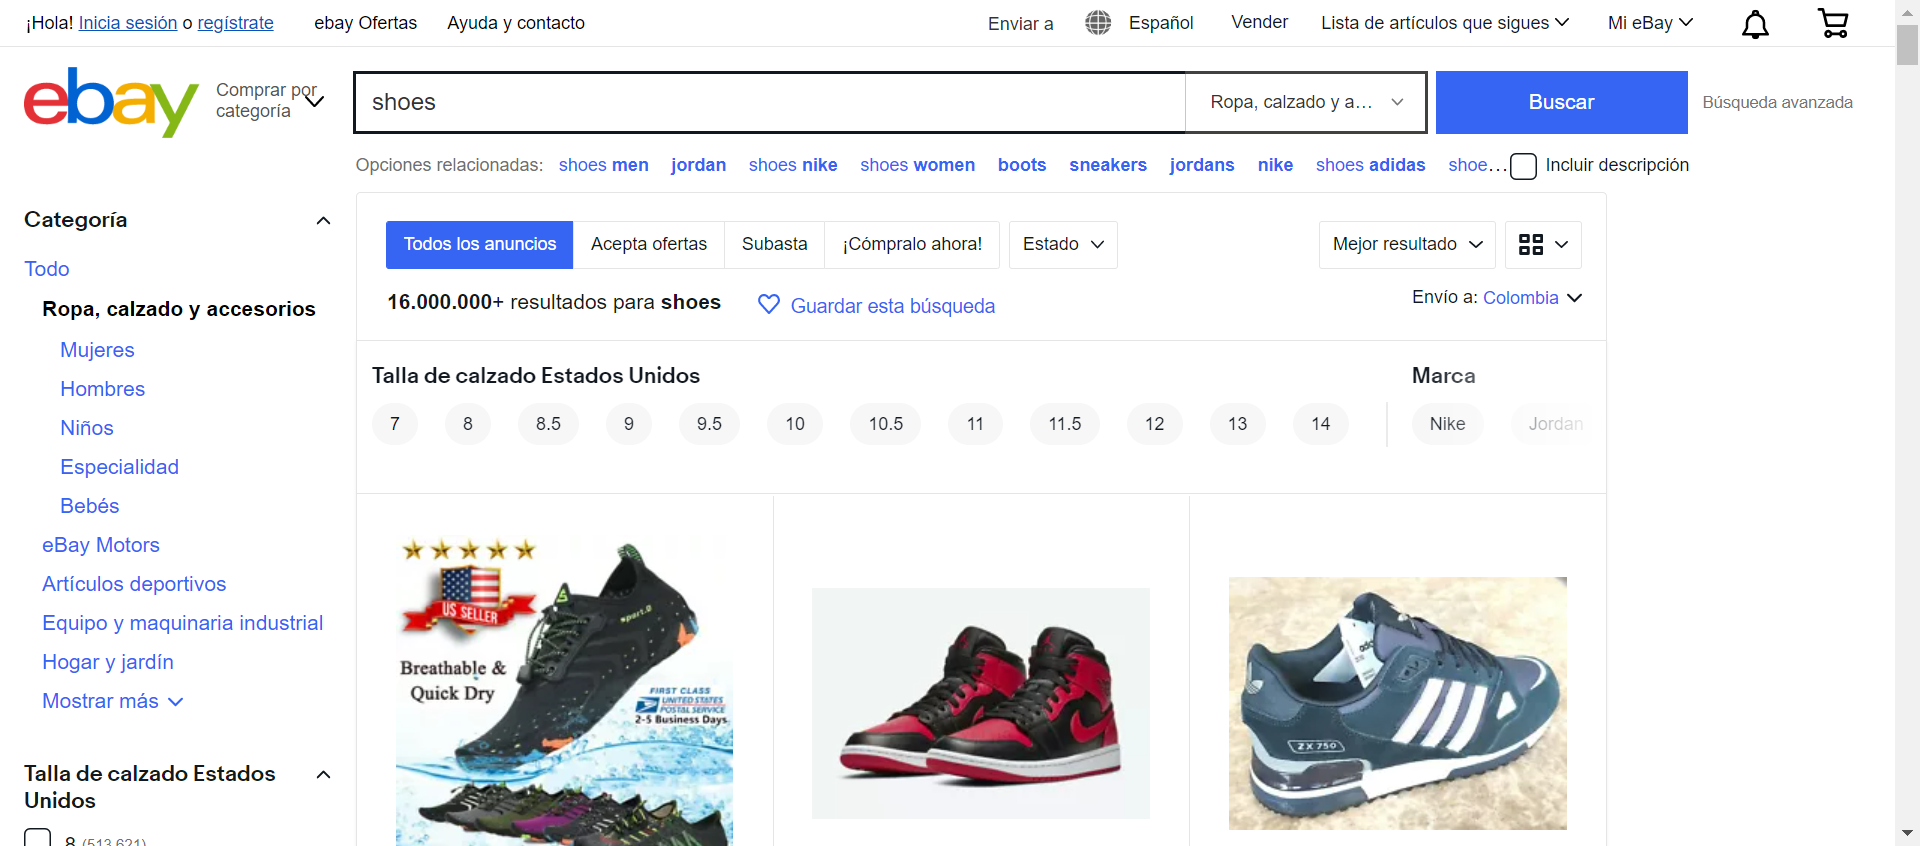 ¡Hola! Inicia sesión o regístrate ebay Ofertas Ayuda y contacto Enviar a Español Vender Lista de artículos que sigues Mi eBay
ebay Comprar por categoría shoes Ropa, calzado y a... Buscar Búsqueda avanzada
Opciones relacionadas: shoes men jordan shoes nike shoes women boots sneakers jordans nike shoes adidas shoe... Incluir descripción
Categoría
Todo
Ropa, calzado y accesorios
Mujeres
Hombres
Niños
Especialidad
Bebés
eBay Motors
Artículos deportivos
Equipo y maquinaria industrial
Hogar y jardín
Mostrar más
Talla de calzado Estados
Unidos
8 (513.621)
Todos los anuncios Acepta ofertas Subasta ¡Cómpralo ahora! Estado Mejor resultado
16.000.000+ resultados para shoes Guardar esta búsqueda Envío a: Colombia
Talla de calzado Estados Unidos Marca
7 8 8.5 9 9.5 10 10.5 11 11.5 12 13 14 Nike Jordan
US SELLER
sport.0
Breathable &
Quick Dry
FIRST CLASS
UNITED STATES
POSTAL SERVICE
2-5 Business Days
adidas
ZX 750